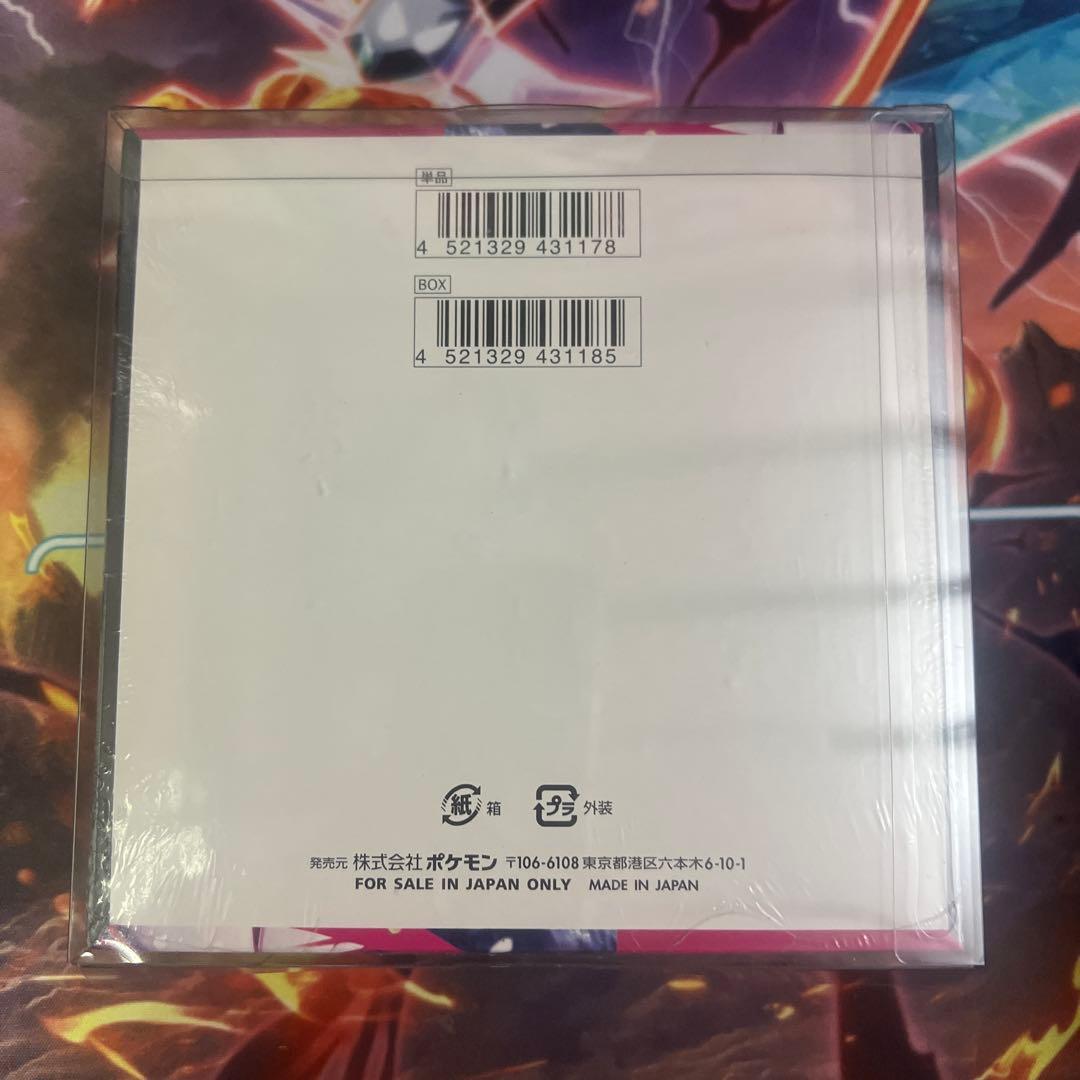 単品
4 521329 431178
BOX
4 521329 431185
紙 箱 プラ 外装
発売元 株式会社 ポケモン 〒106-6108 東京都港区六本木6-10-1
FOR SALE IN JAPAN ONLY MADE IN JAPAN